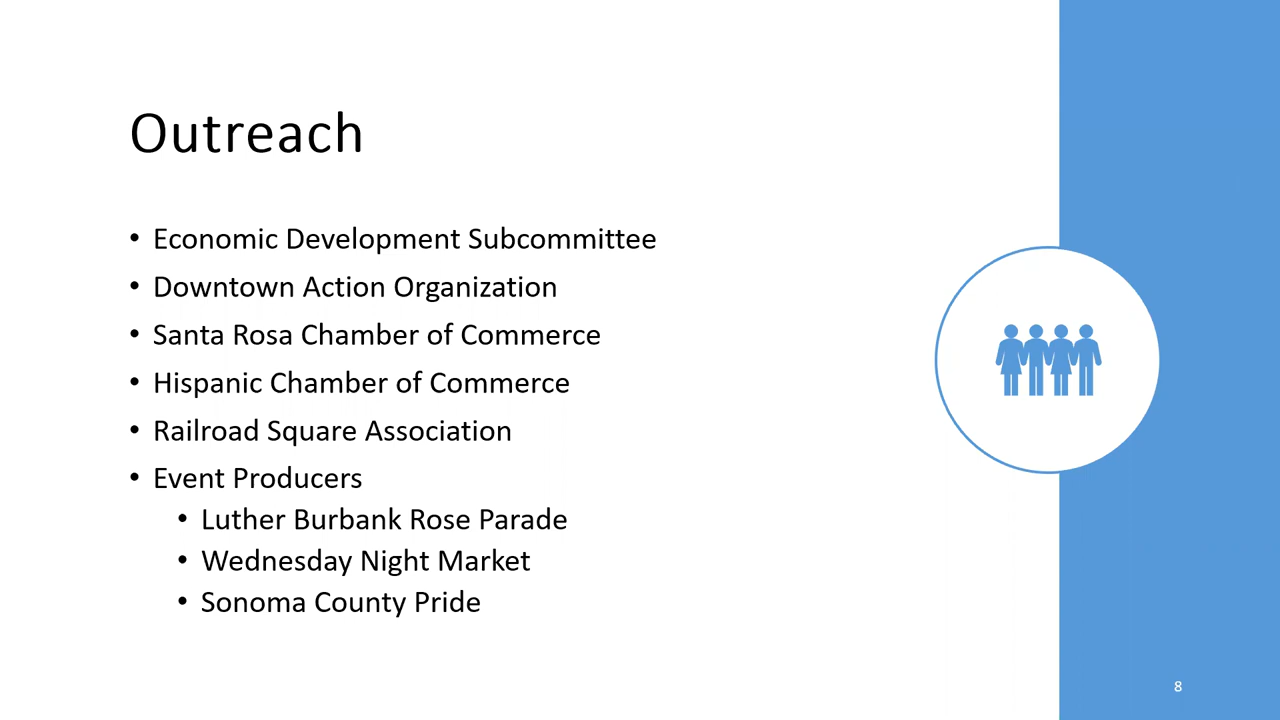 Outreach
• Economic Development Subcommittee
• Downtown Action Organization
• Santa Rosa Chamber of Commerce
• Hispanic Chamber of Commerce
• Railroad Square Association
• Event Producers
• Luther Burbank Rose Parade
• Wednesday Night Market
• Sonoma County Pride
8